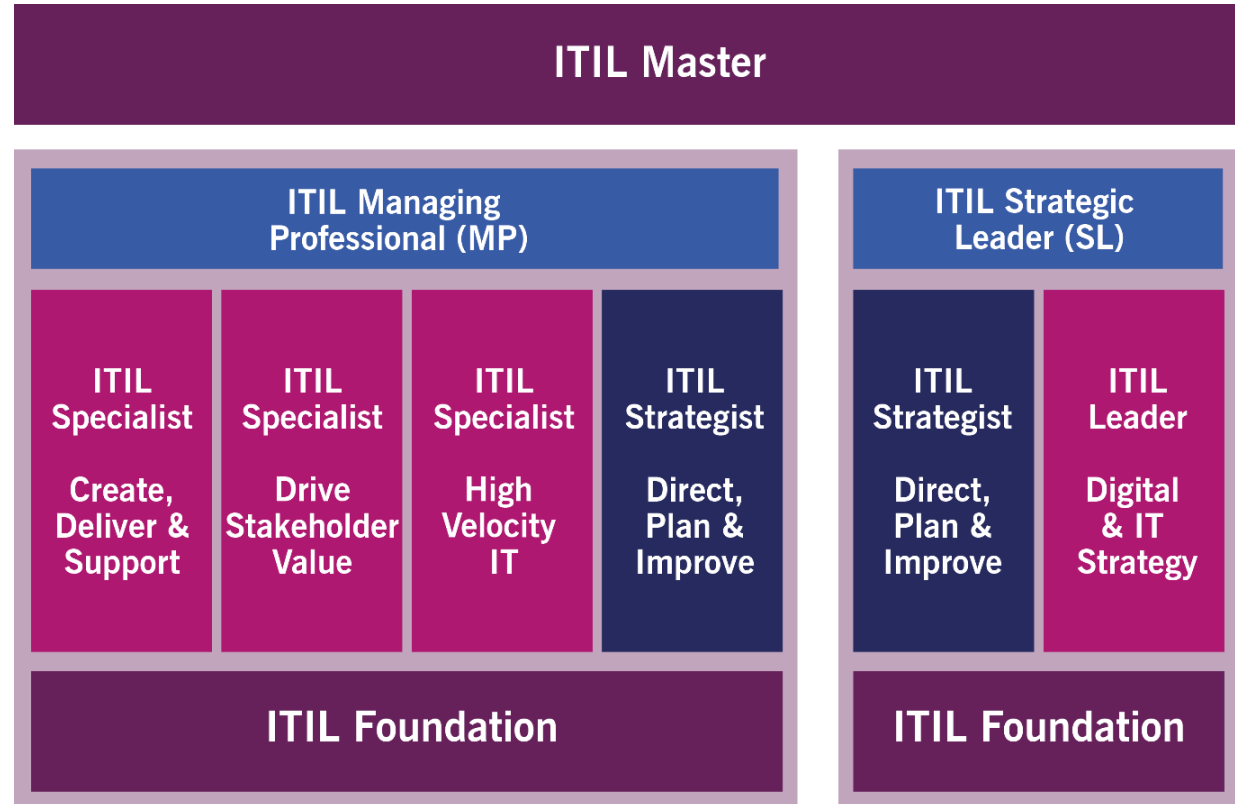 ITIL Master
ITIL Managing
Professional (MP)
ITIL
Specialist
Create,
Deliver &
Support
ITIL
Specialist
Drive
Stakeholder
Value
ITIL
Specialist
High
Velocity
IT
ITIL
Strategist
Direct,
Plan &
Improve
ITIL Foundation
ITIL Strategic
Leader (SL)
ITIL
Strategist
Direct,
Plan &
Improve
ITIL
Leader
Digital
& IT
Strategy
ITIL Foundation